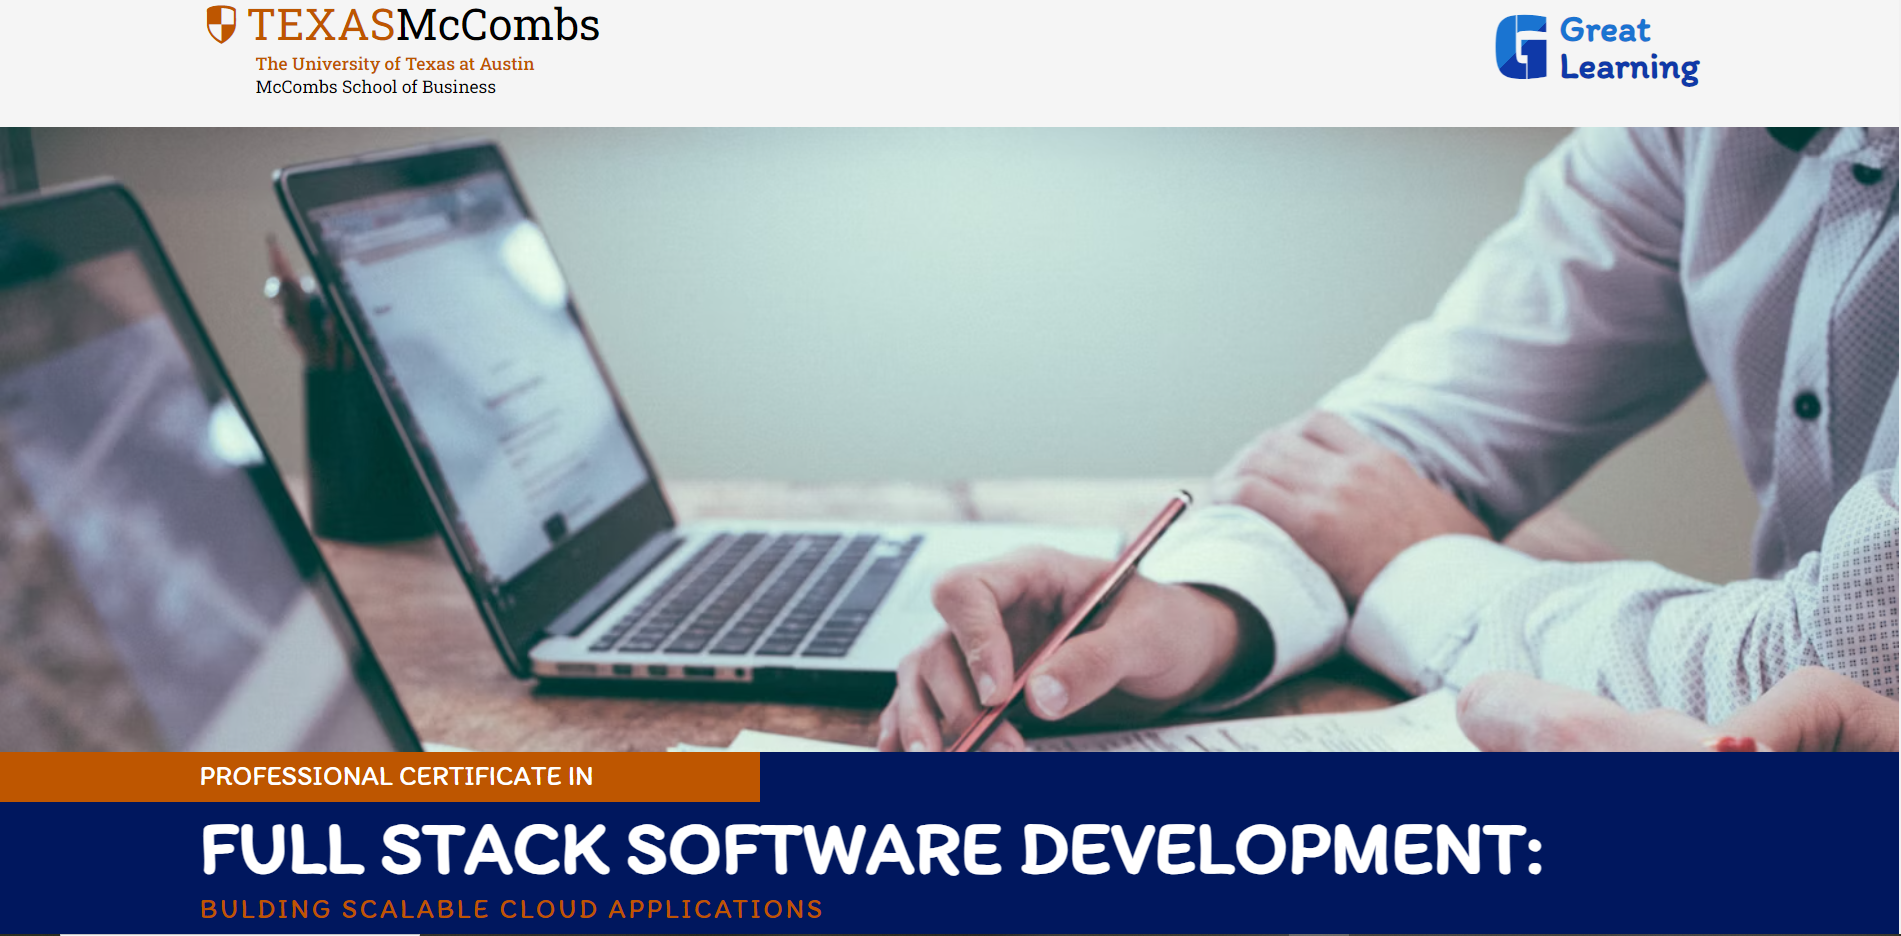 TEXASMcCombs
The University of Texas at Austin
McCombs School of Business
Great
Learning
PROFESSIONAL CERTIFICATE IN
FULL STACK SOFTWARE DEVELOPMENT:
BULDING SCALABLE CLOUD APPLICATIONS